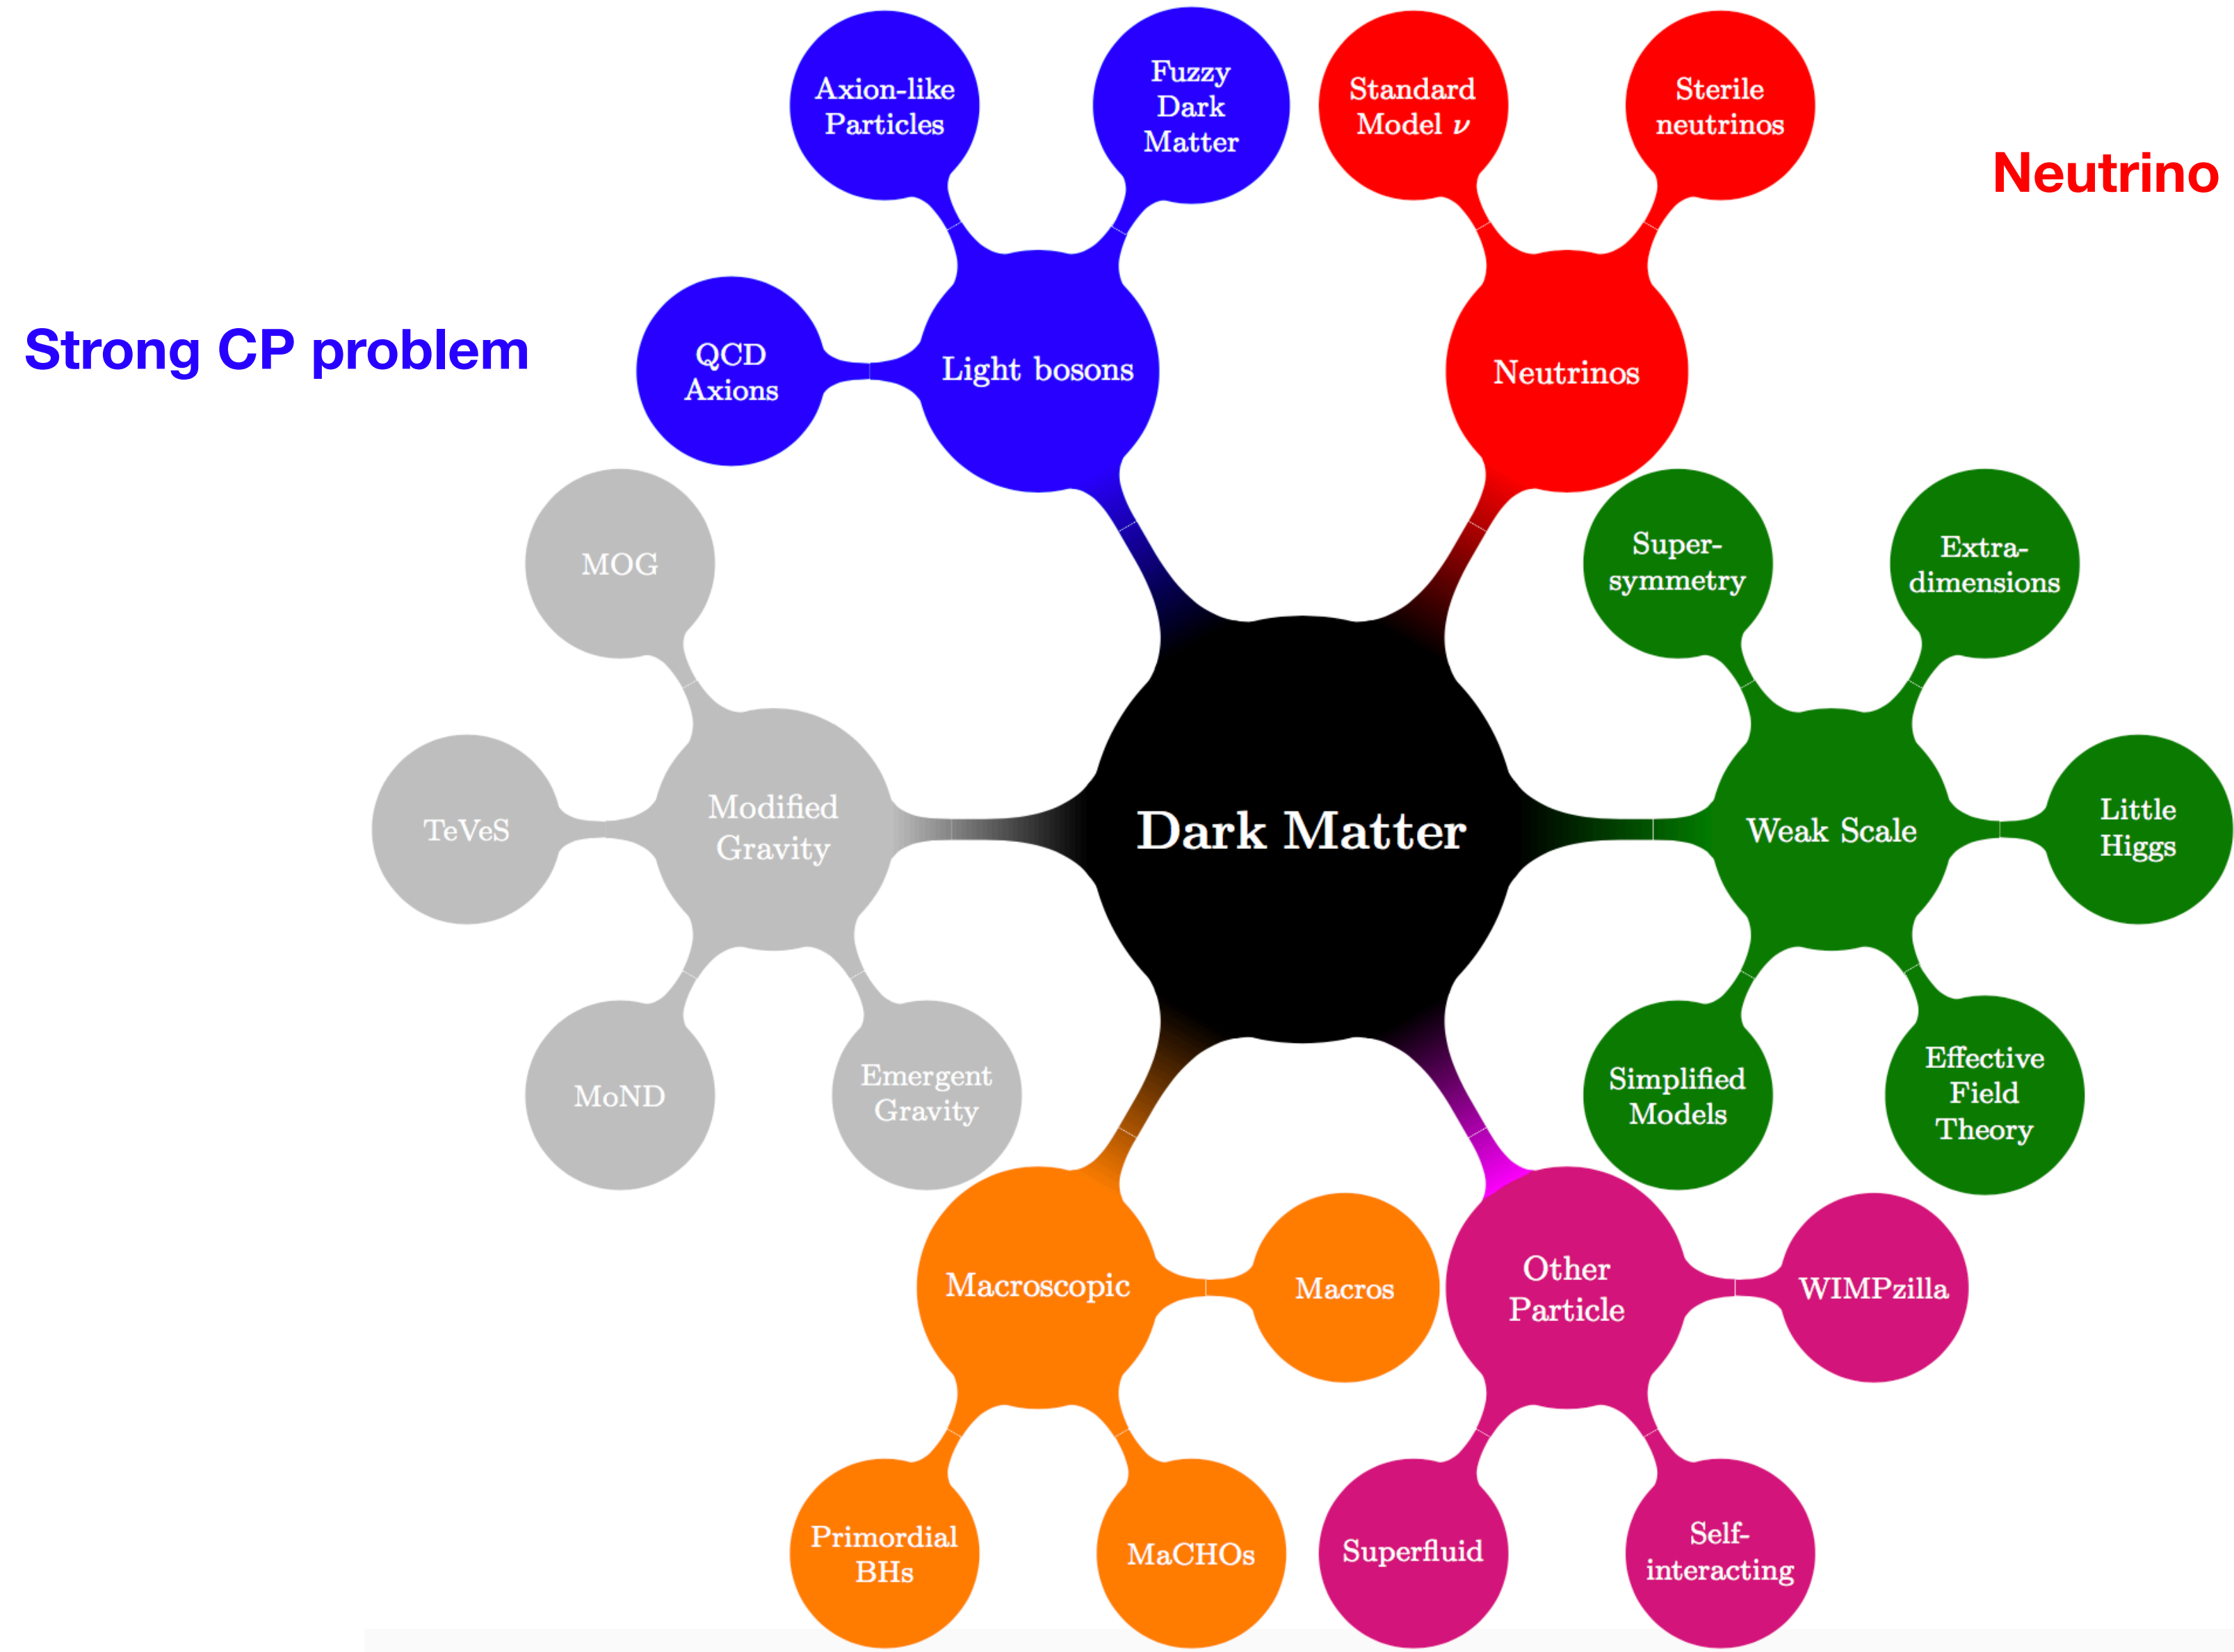 Axion-like
Particles
Fuzzy
Dark
Matter
Standard
Model ν
Sterile
neutrinos
Neutrino
Strong CP problem
QCD
Axions
Light bosons
Neutrinos
MOG
Super-
symmetry
Extra-
dimensions
TeVeS
Modified
Gravity
Dark Matter
Weak Scale
Little
Higgs
MoND
Emergent
Gravity
Simplified
Models
Effective
Field
Theory
Macroscopic
Macros
Other
Particle
WIMPzilla
Primordial
BHs
MaCHOs
Superfluid
Self-
interacting